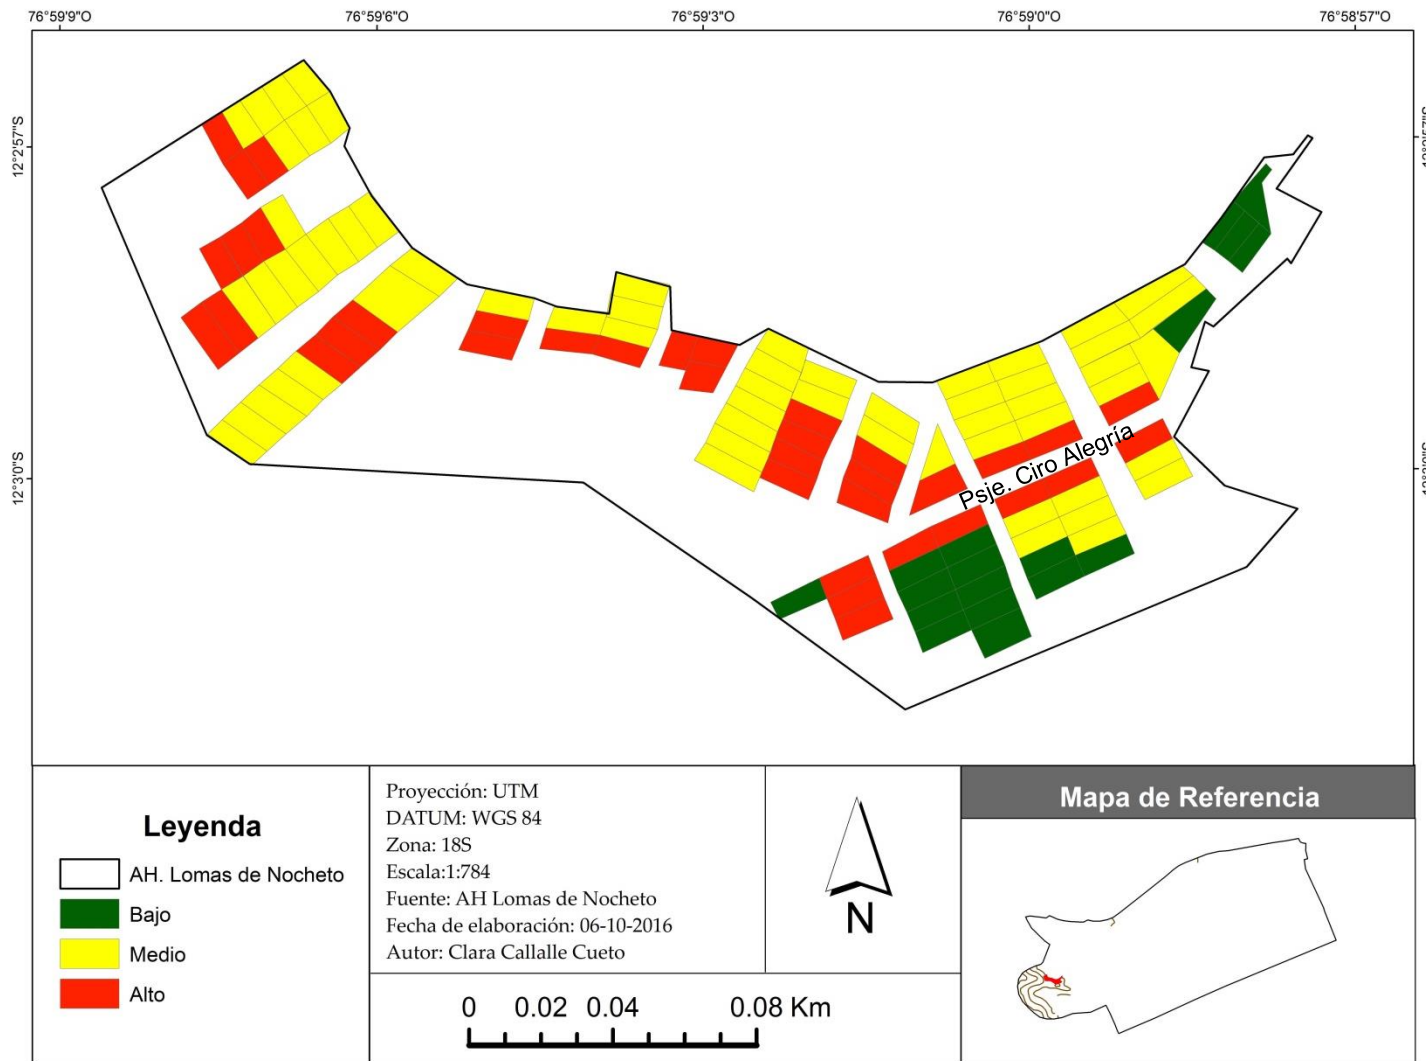 76°59'9"O
76°59'6"O
76°59'3"O
76°59'0"O
76°58'57"O
12°2'57"S
12°3'0"S
Psje. Ciro Alegría
Leyenda
AH. Lomas de Nocheto
Bajo
Medio
Alto
Proyección: UTM
DATUM: WGS 84
Zona: 18S
Escala:1:784
Fuente: AH Lomas de Nocheto
Fecha de elaboración: 06-10-2016
Autor: Clara Callalle Cueto
N
0 0.02 0.04 0.08 Km
Mapa de Referencia